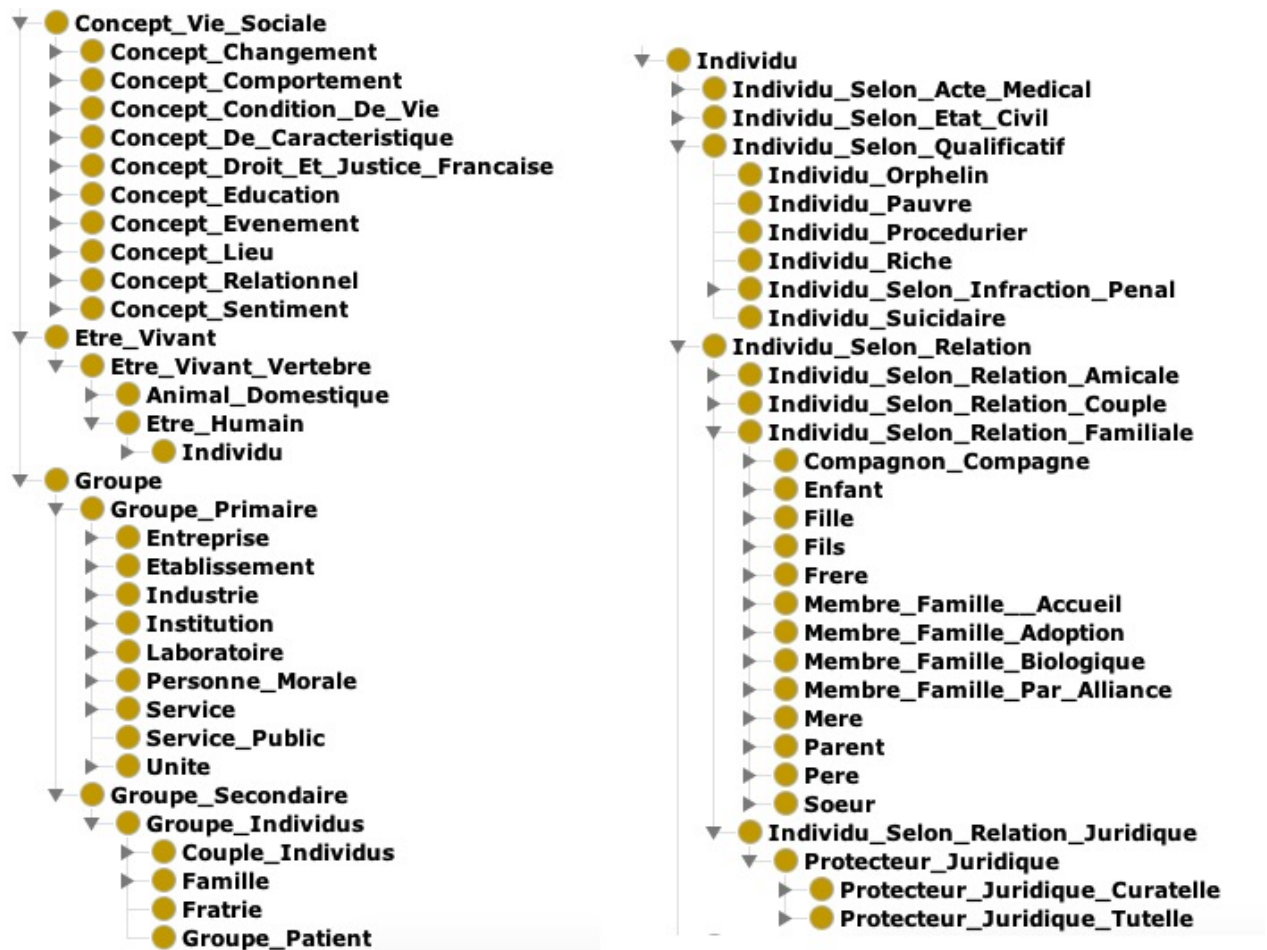 Concept_Vie_Sociale
Concept_Changement
Concept_Comportement
Concept_Condition_De_Vie
Concept_De_Caracteristique
Concept_Droit_Et_Justice_Francaise
Concept_Education
Concept_Evenement
Concept_Lieu
Concept_Relationnel
Concept_Sentiment
Etre_Vivant
Etre_Vivant_Vertebre
Animal_Domestique
Etre_Humain
Individu
Groupe
Groupe_Primaire
Entreprise
Etablissement
Industrie
Institution
Laboratoire
Personne_Morale
Service
Service_Public
Unite
Groupe_Secondaire
Groupe_Individus
Couple_Individus
Famille
Fratrie
Groupe_Patient
Individu
Individu_Selon_Acte_Medical
Individu_Selon_Etat_Civil
Individu_Selon_Qualificatif
Individu_Orphelin
Individu_Pauvre
Individu_Procedurier
Individu_Riche
Individu_Selon_Infraction_Penal
Individu_Suicidaire
Individu_Selon_Relation
Individu_Selon_Relation_Amicale
Individu_Selon_Relation_Couple
Individu_Selon_Relation_Familiale
Compagnon_Compagne
Enfant
Fille
Fils
Frere
Membre_Famille__Accueil
Membre_Famille_Adoption
Membre_Famille_Biologique
Membre_Famille_Par_Alliance
Mere
Parent
Pere
Soeur
Individu_Selon_Relation_Juridique
Protecteur_Juridique
Protecteur_Juridique_Curatelle
Protecteur_Juridique_Tutelle